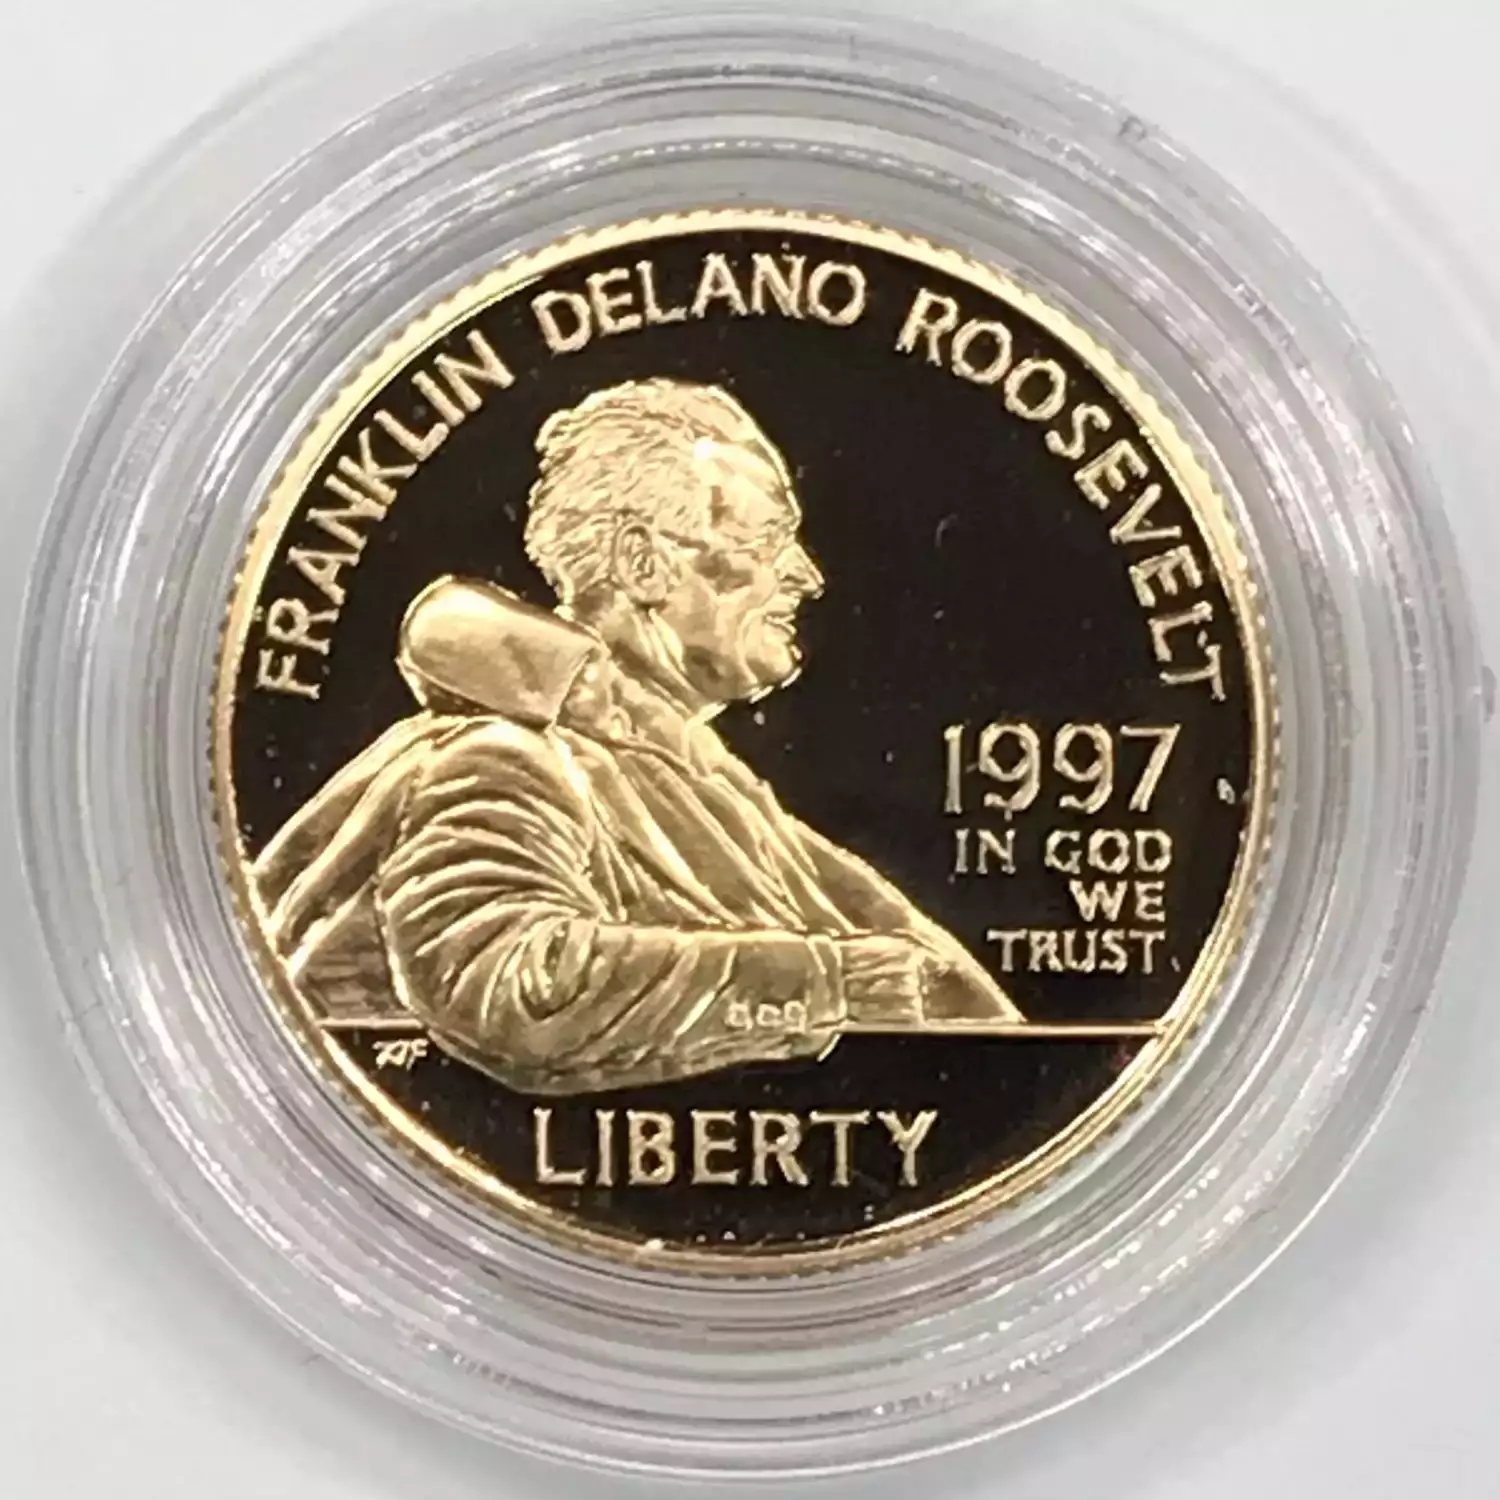 FRANKLIN DELANO ROOSEVELT
1997
IN GOD
WE
TRUST
LIBERTY